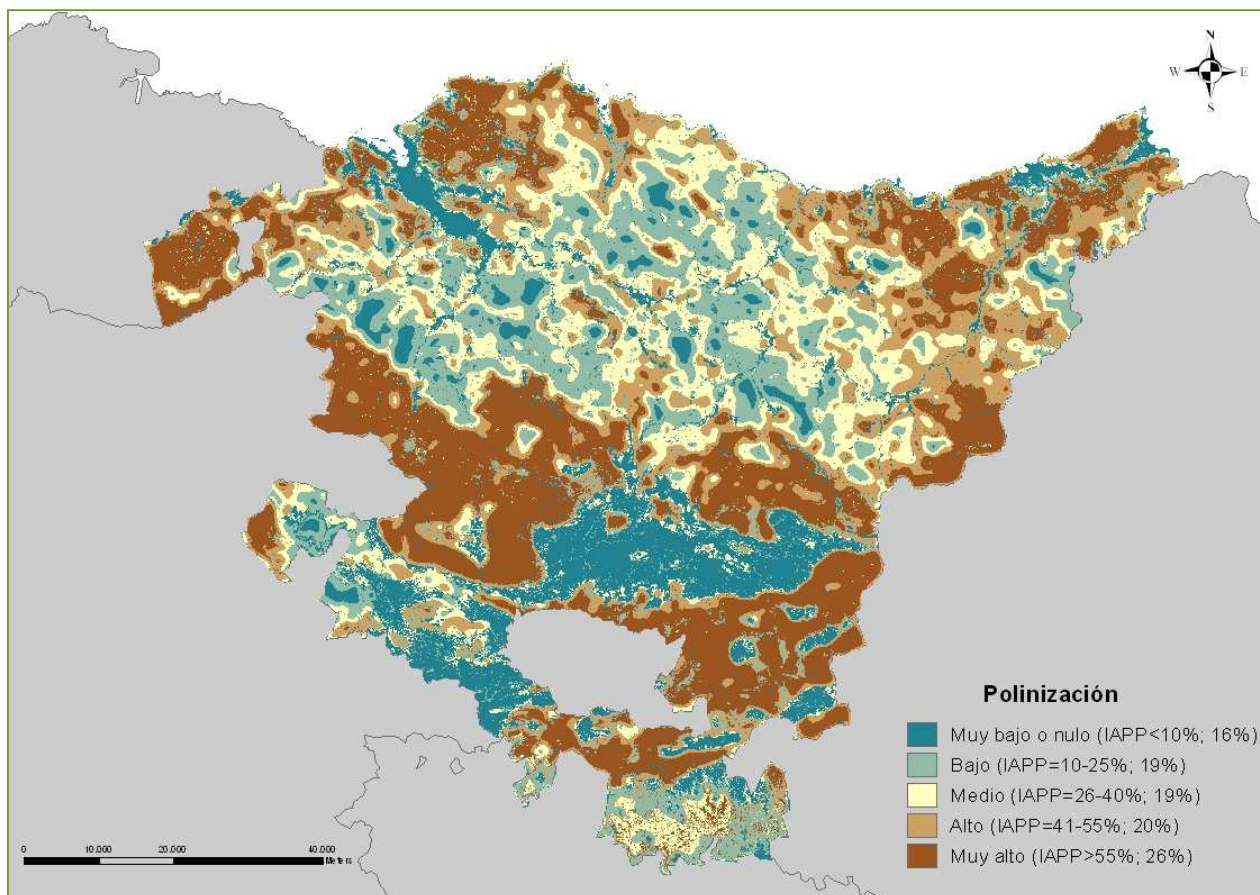 N
W E
S
Polinización
Muy bajo o nulo (IAPP<10%; 16%)
Bajo (IAPP=10-25%; 19%)
Medio (IAPP=26-40%; 19%)
Alto (IAPP=41-55%; 20%)
Muy alto (IAPP>55%; 26%)
0 10.000 20.000 40.000
Meters